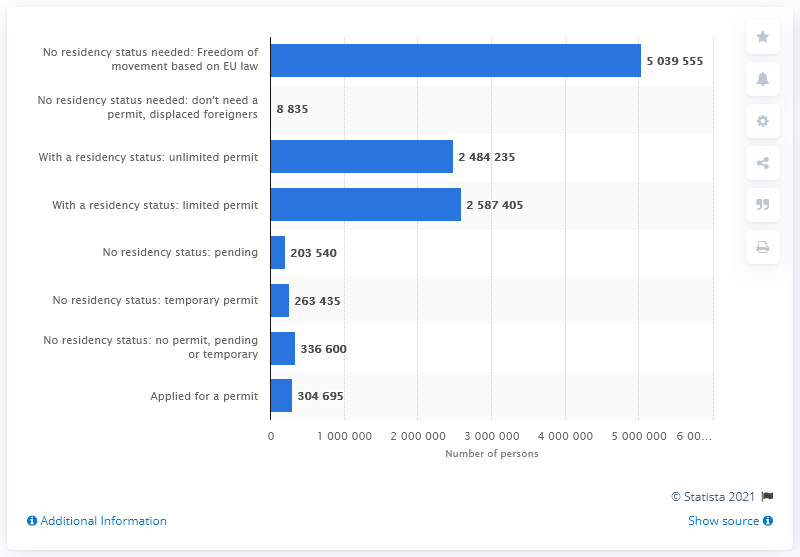 No residency status needed: Freedom of
movement based on EU law
5 039 555
No residency status needed: don't need a
permit, displaced foreigners
8 835
With a residency status: unlimited permit
2 484 235
With a residency status: limited permit
2 587 405
No residency status: pending
203 540
No residency status: temporary permit
263 435
No residency status: no permit, pending
or temporary
336 600
Applied for a permit
304 695
0 1 000 000 2 000 000 3 000 000 4 000 000 5 000 000 6 00...
Number of persons
© Statista 2021
Additional Information
Show source